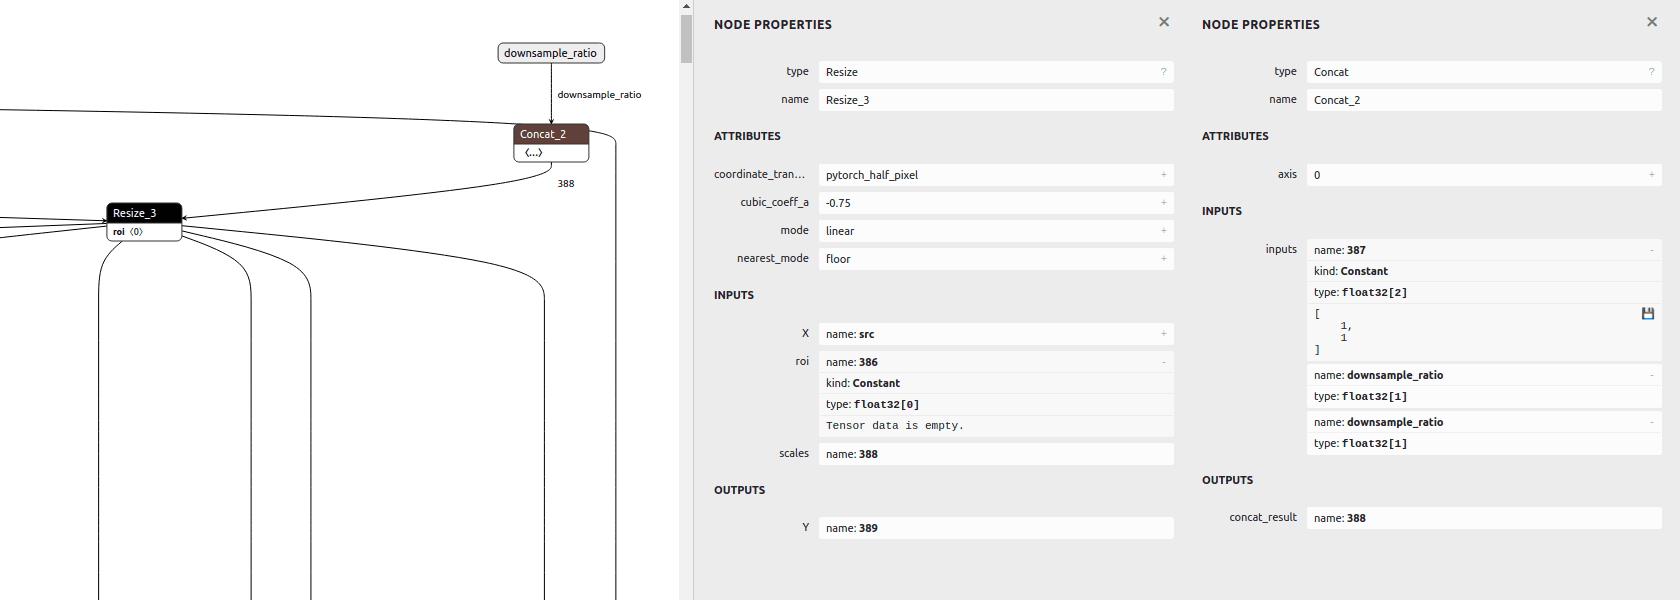 downsample_ratio
downsample_ratio
Concat_2
〈...〉
388
Resize_3
roi 〈0〉
NODE PROPERTIES ×
type Resize ?
name Resize_3
ATTRIBUTES
coordinate_tran... pytorch_half_pixel +
cubic_coeff_a -0.75 +
mode linear +
nearest_mode floor +
INPUTS
X name: src +
roi name: 386 -
kind: Constant
type: float32[0]
Tensor data is empty.
scales name: 388
OUTPUTS
Y name: 389
NODE PROPERTIES ×
type Concat ?
name Concat_2
ATTRIBUTES
axis 0 +
INPUTS
inputs name: 387 -
kind: Constant
type: float32[2]
[
1,
1
]
name: downsample_ratio -
type: float32[1]
name: downsample_ratio -
type: float32[1]
OUTPUTS
concat_result name: 388